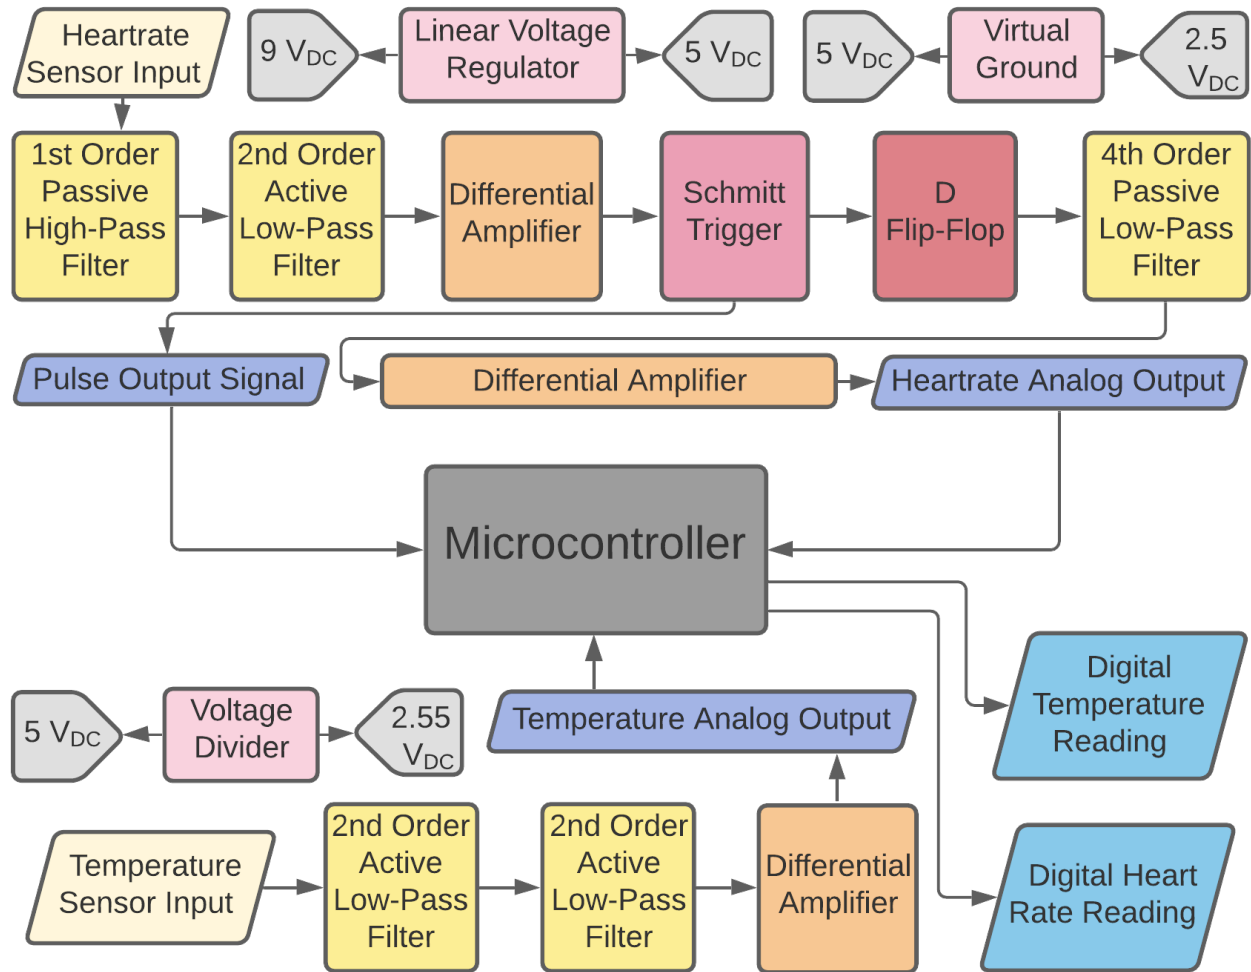 Heartrate
Sensor Input
9 VDC
Linear Voltage
Regulator
5 VDC
5 VDC
Virtual
Ground
2.5
VDC
1st Order
Passive
High-Pass
Filter
2nd Order
Active
Low-Pass
Filter
Differential
Amplifier
Schmitt
Trigger
D
Flip-Flop
4th Order
Passive
Low-Pass
Filter
Pulse Output Signal
Differential Amplifier
Heartrate Analog Output
Microcontroller
Digital
Temperature
Reading
5 VDC
Voltage
Divider
2.55
VDC
Temperature Analog Output
Temperature
Sensor Input
2nd Order
Active
Low-Pass
Filter
2nd Order
Active
Low-Pass
Filter
Differential
Amplifier
Digital Heart
Rate Reading